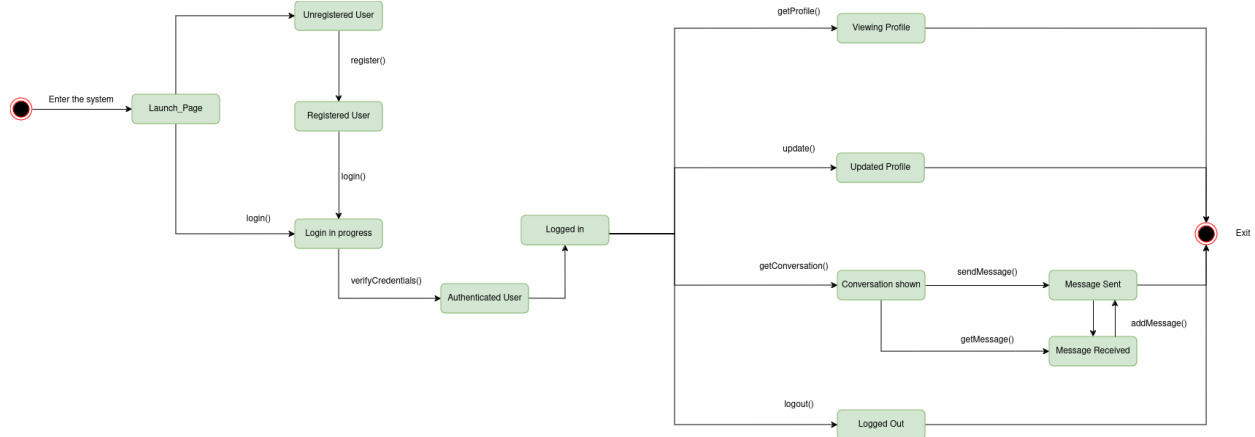 Unregistered User
getProfile()
Viewing Profile
register()
Enter the system
Launch_Page
Registered User
update()
Updated Profile
login()
login()
Login in progress
Logged in
Exit
getConversation()
sendMessage()
verifyCredentials()
Conversation shown
Message Sent
Authenticated User
addMessage()
getMessage()
Message Received
logout()
Logged Out